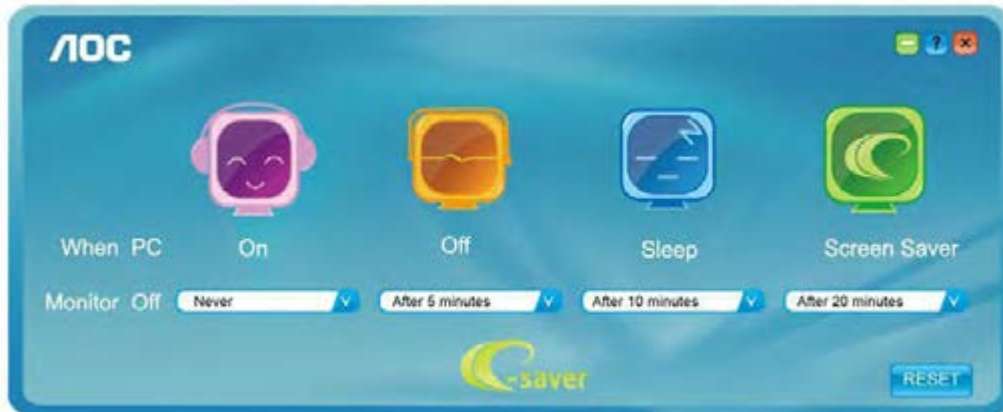 AOC
?
When PC On Off Sleep Screen Saver
Monitor Off Never After 5 minutes After 10 minutes After 20 minutes
e-saver
RESET